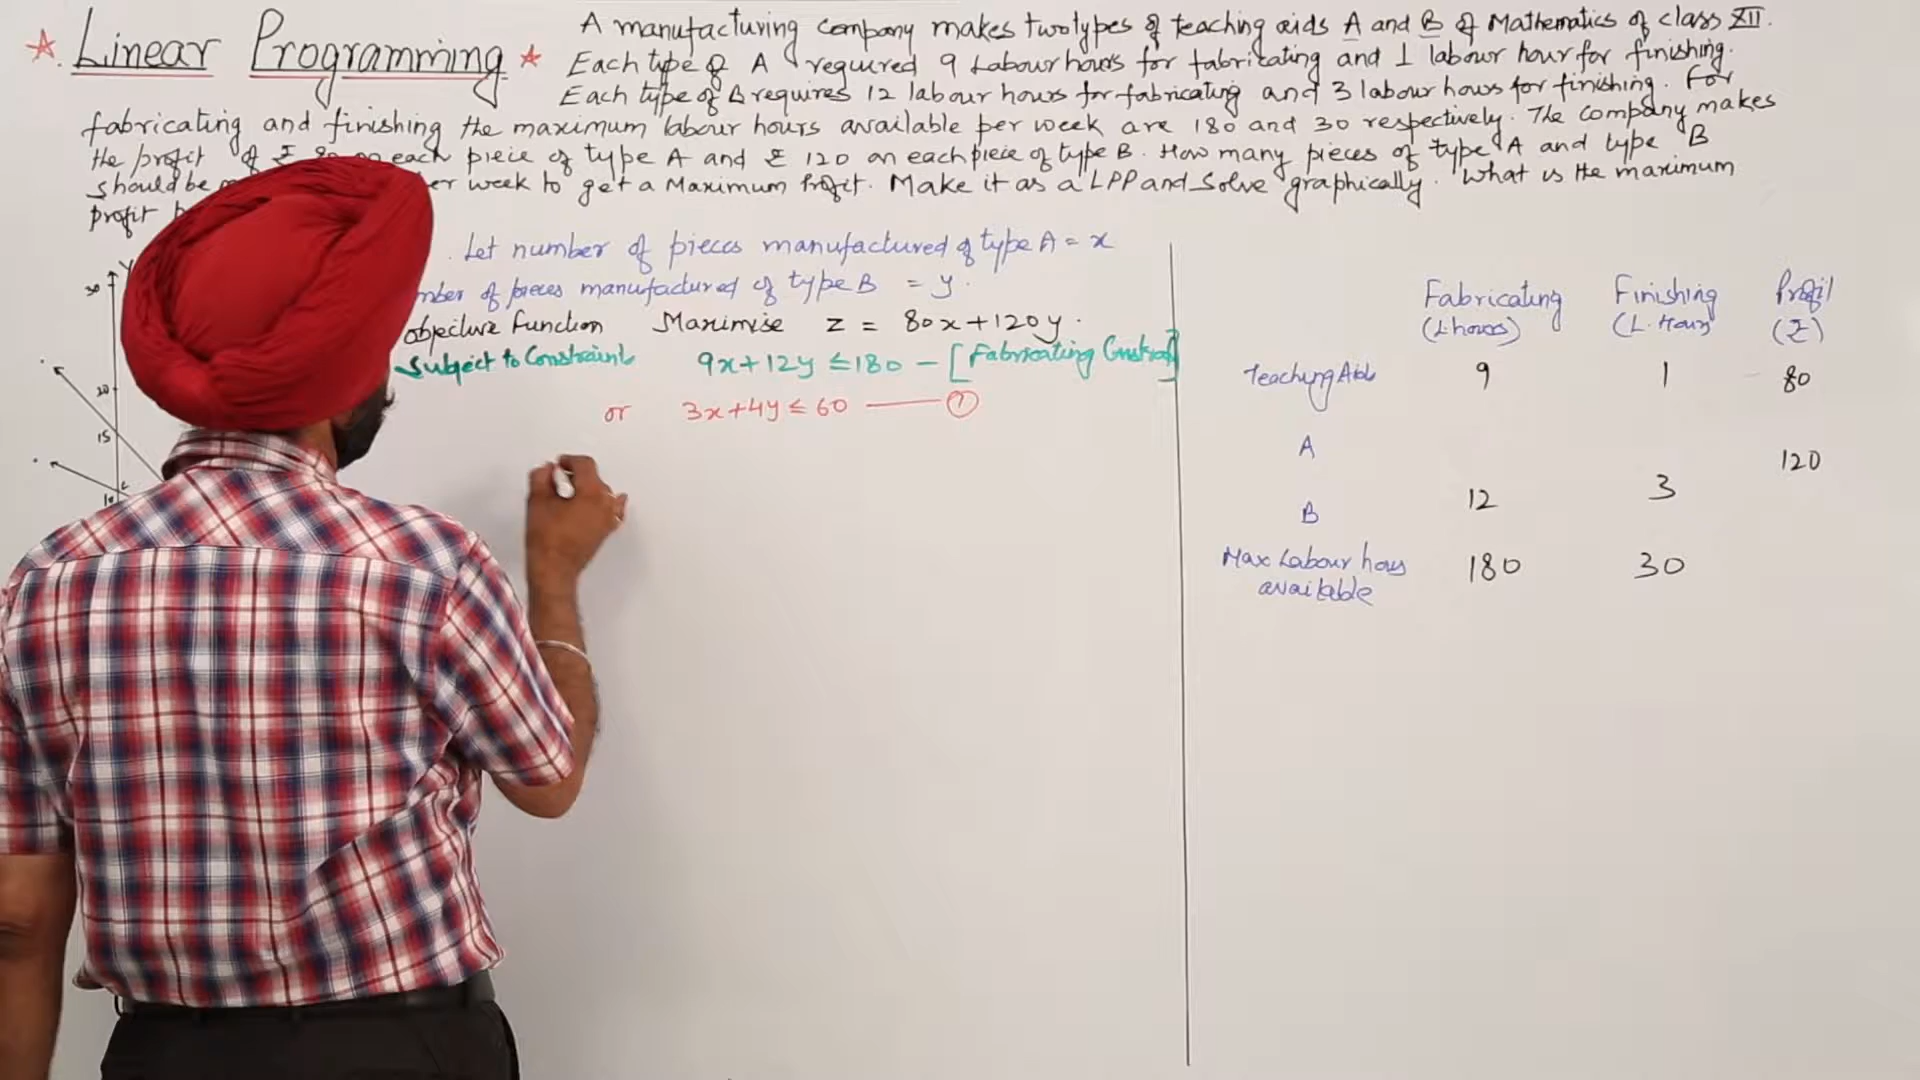 Linear Programming
A manufacturing company makes two types of teaching aids A and B of Mathematics of class XII.
Each type of A required 9 Labour hours for fabricating and 1 labour hour for finishing.
Each type of B requires 12 labour hours for fabricating and 3 labour hours for finishing. For
fabricating and finishing the maximum labour hours available per week are 180 and 30 respectively. The Company makes
the profit of ₹ 80 on each piece of type A and ₹ 120 on each piece of type B. How many pieces of type A and type B
should be per week to get a Maximum Profit. Make it as a LPP and Solve graphically. What is the maximum
profit
Let number of pieces manufactured of type A = x
mber of pieces manufactured of type B = y.
objective Function Maximise z = 80x+120y.
Subject to Constraints 9x+12y ≤ 180 - [Fabricating
or 3x+4y ≤ 60 — ①
Y
30
20
15
10
C
Fabricating Finishing Profit
(L.hours) (L. Hours (₹)
Teaching Aids 9 1 80
A
120
12 3
B
Max Labour hours 180 30
available